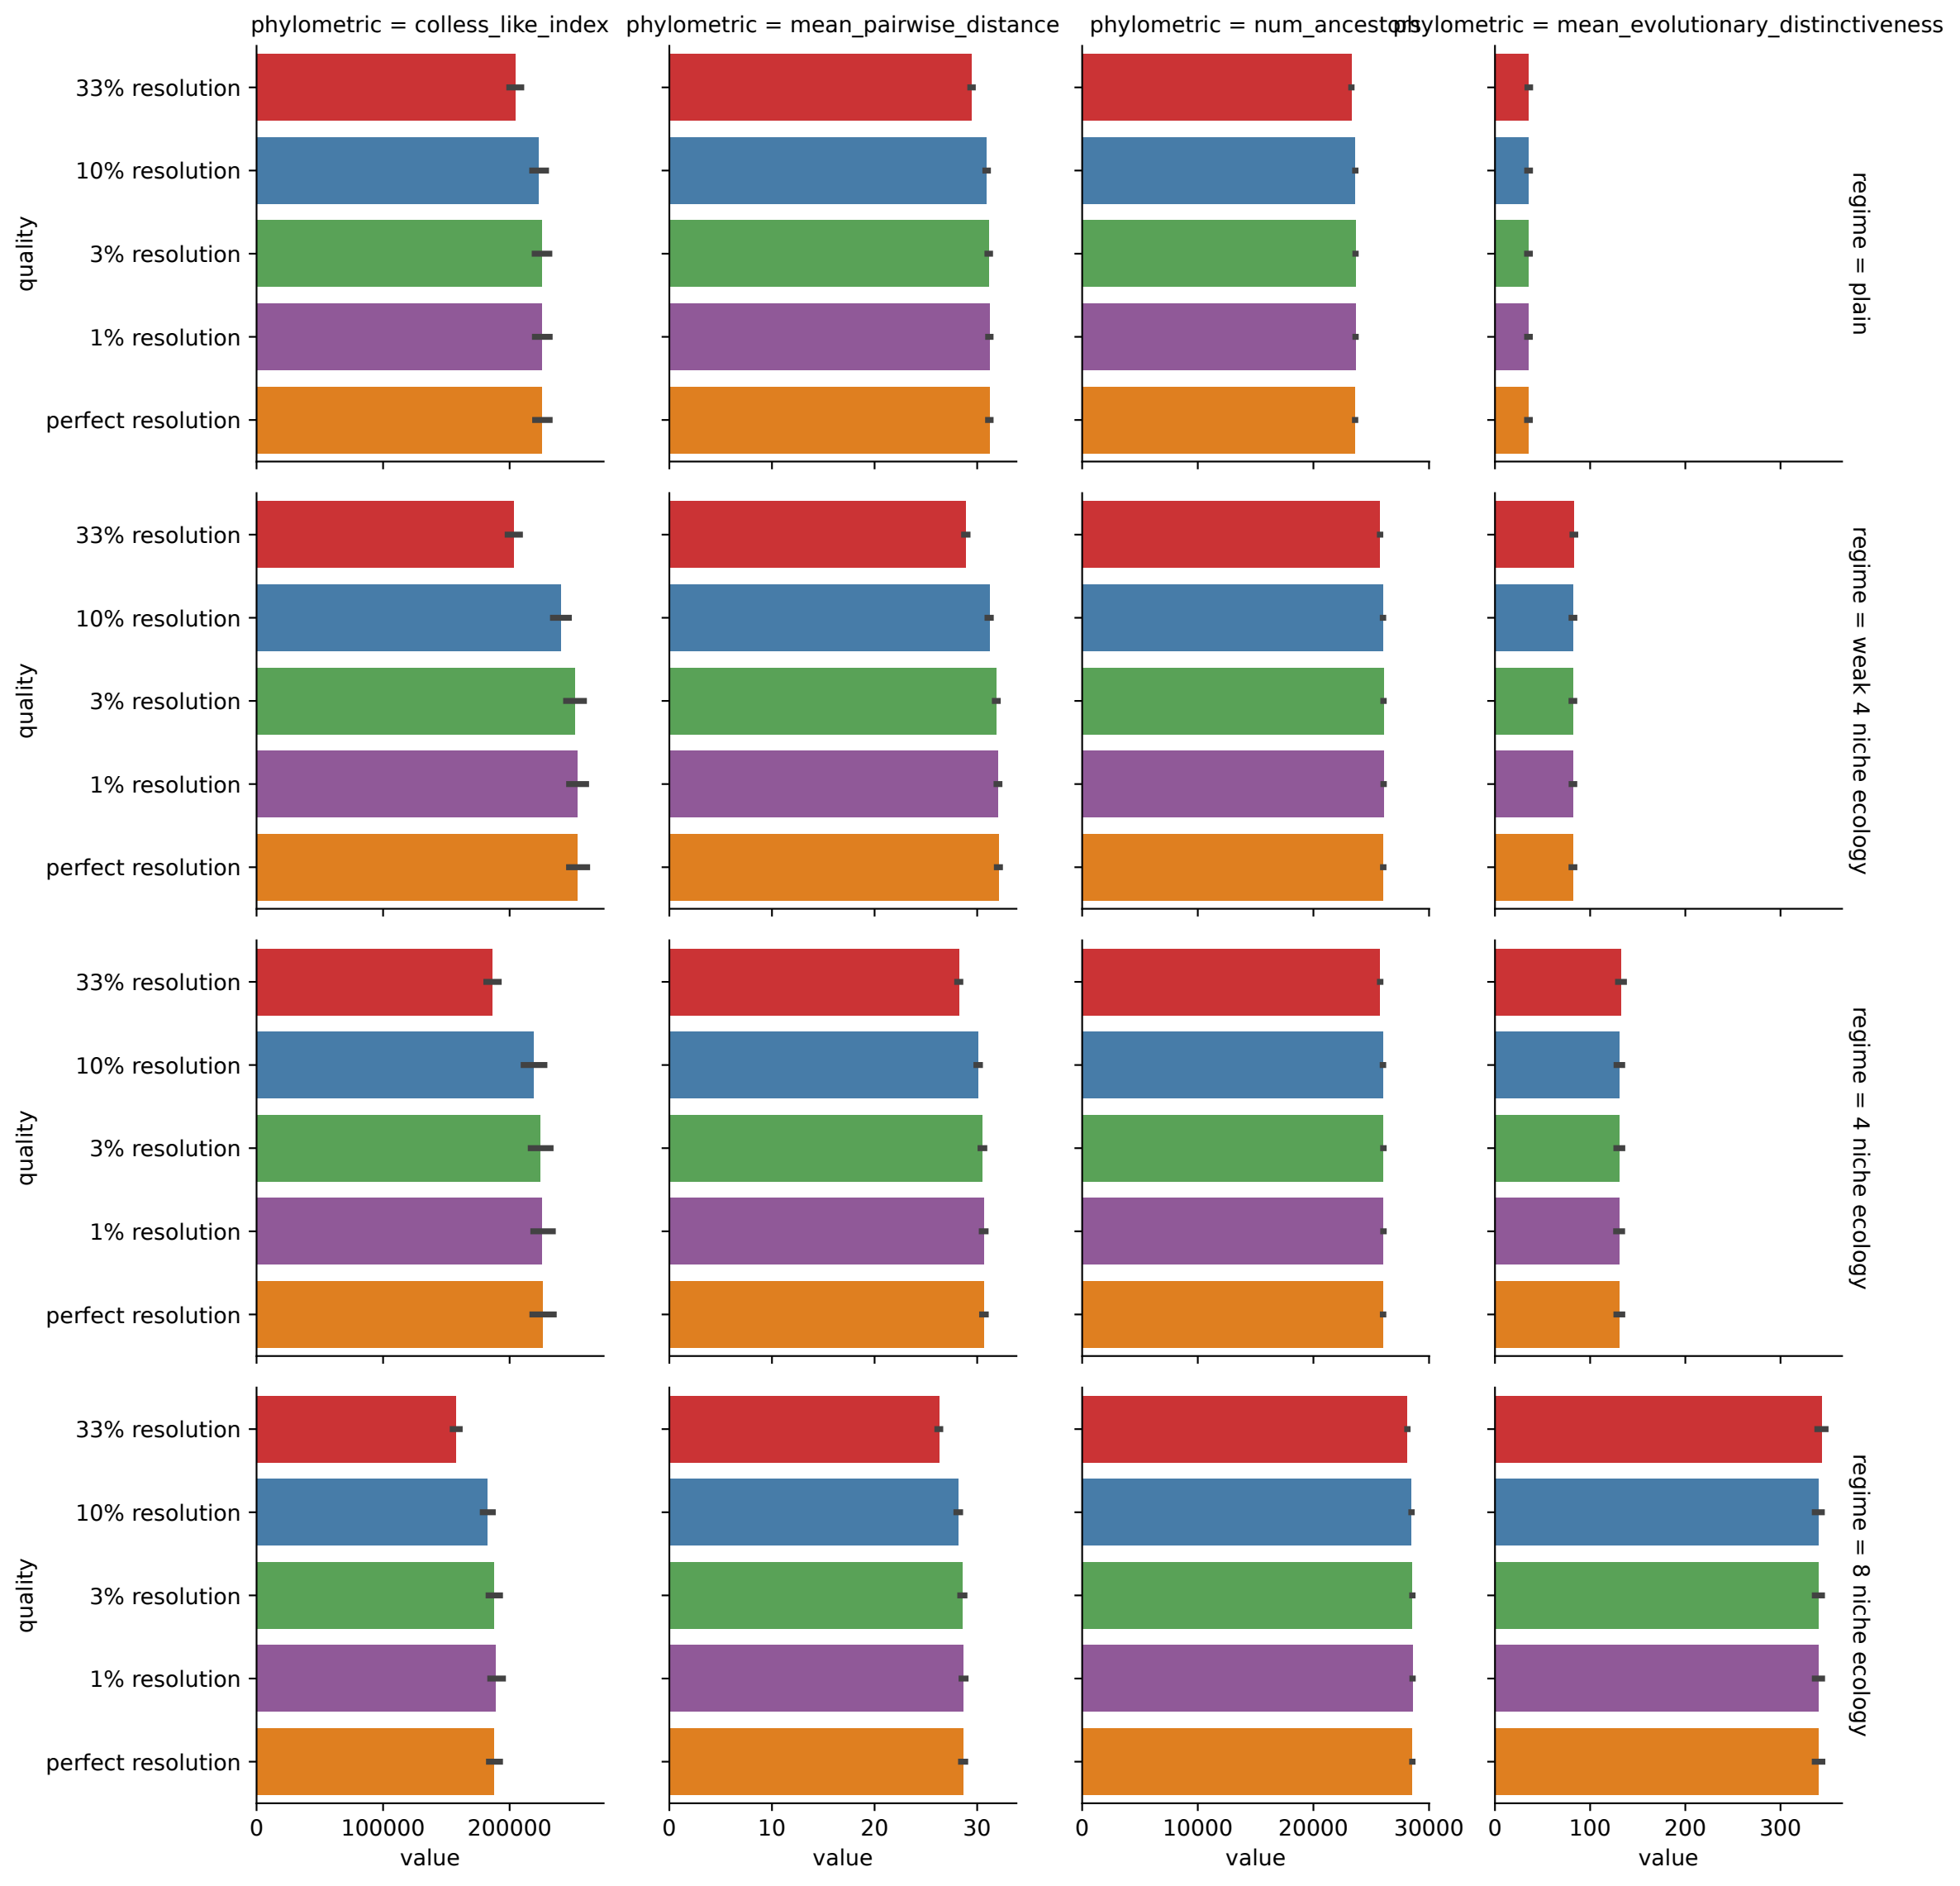 phylometric = colless_like_index
phylometric = mean_pairwise_distance
phylometric = num_ancestors
phylometric = mean_evolutionary_distinctiveness
quality
33% resolution
10% resolution
3% resolution
1% resolution
perfect resolution
regime = plain
quality
33% resolution
10% resolution
3% resolution
1% resolution
perfect resolution
regime = weak 4 niche ecology
quality
33% resolution
10% resolution
3% resolution
1% resolution
perfect resolution
regime = 4 niche ecology
quality
33% resolution
10% resolution
3% resolution
1% resolution
perfect resolution
regime = 8 niche ecology
0 100000 200000
0 10 20 30
0 10000 20000 30000
0 100 200 300
value
value
value
value